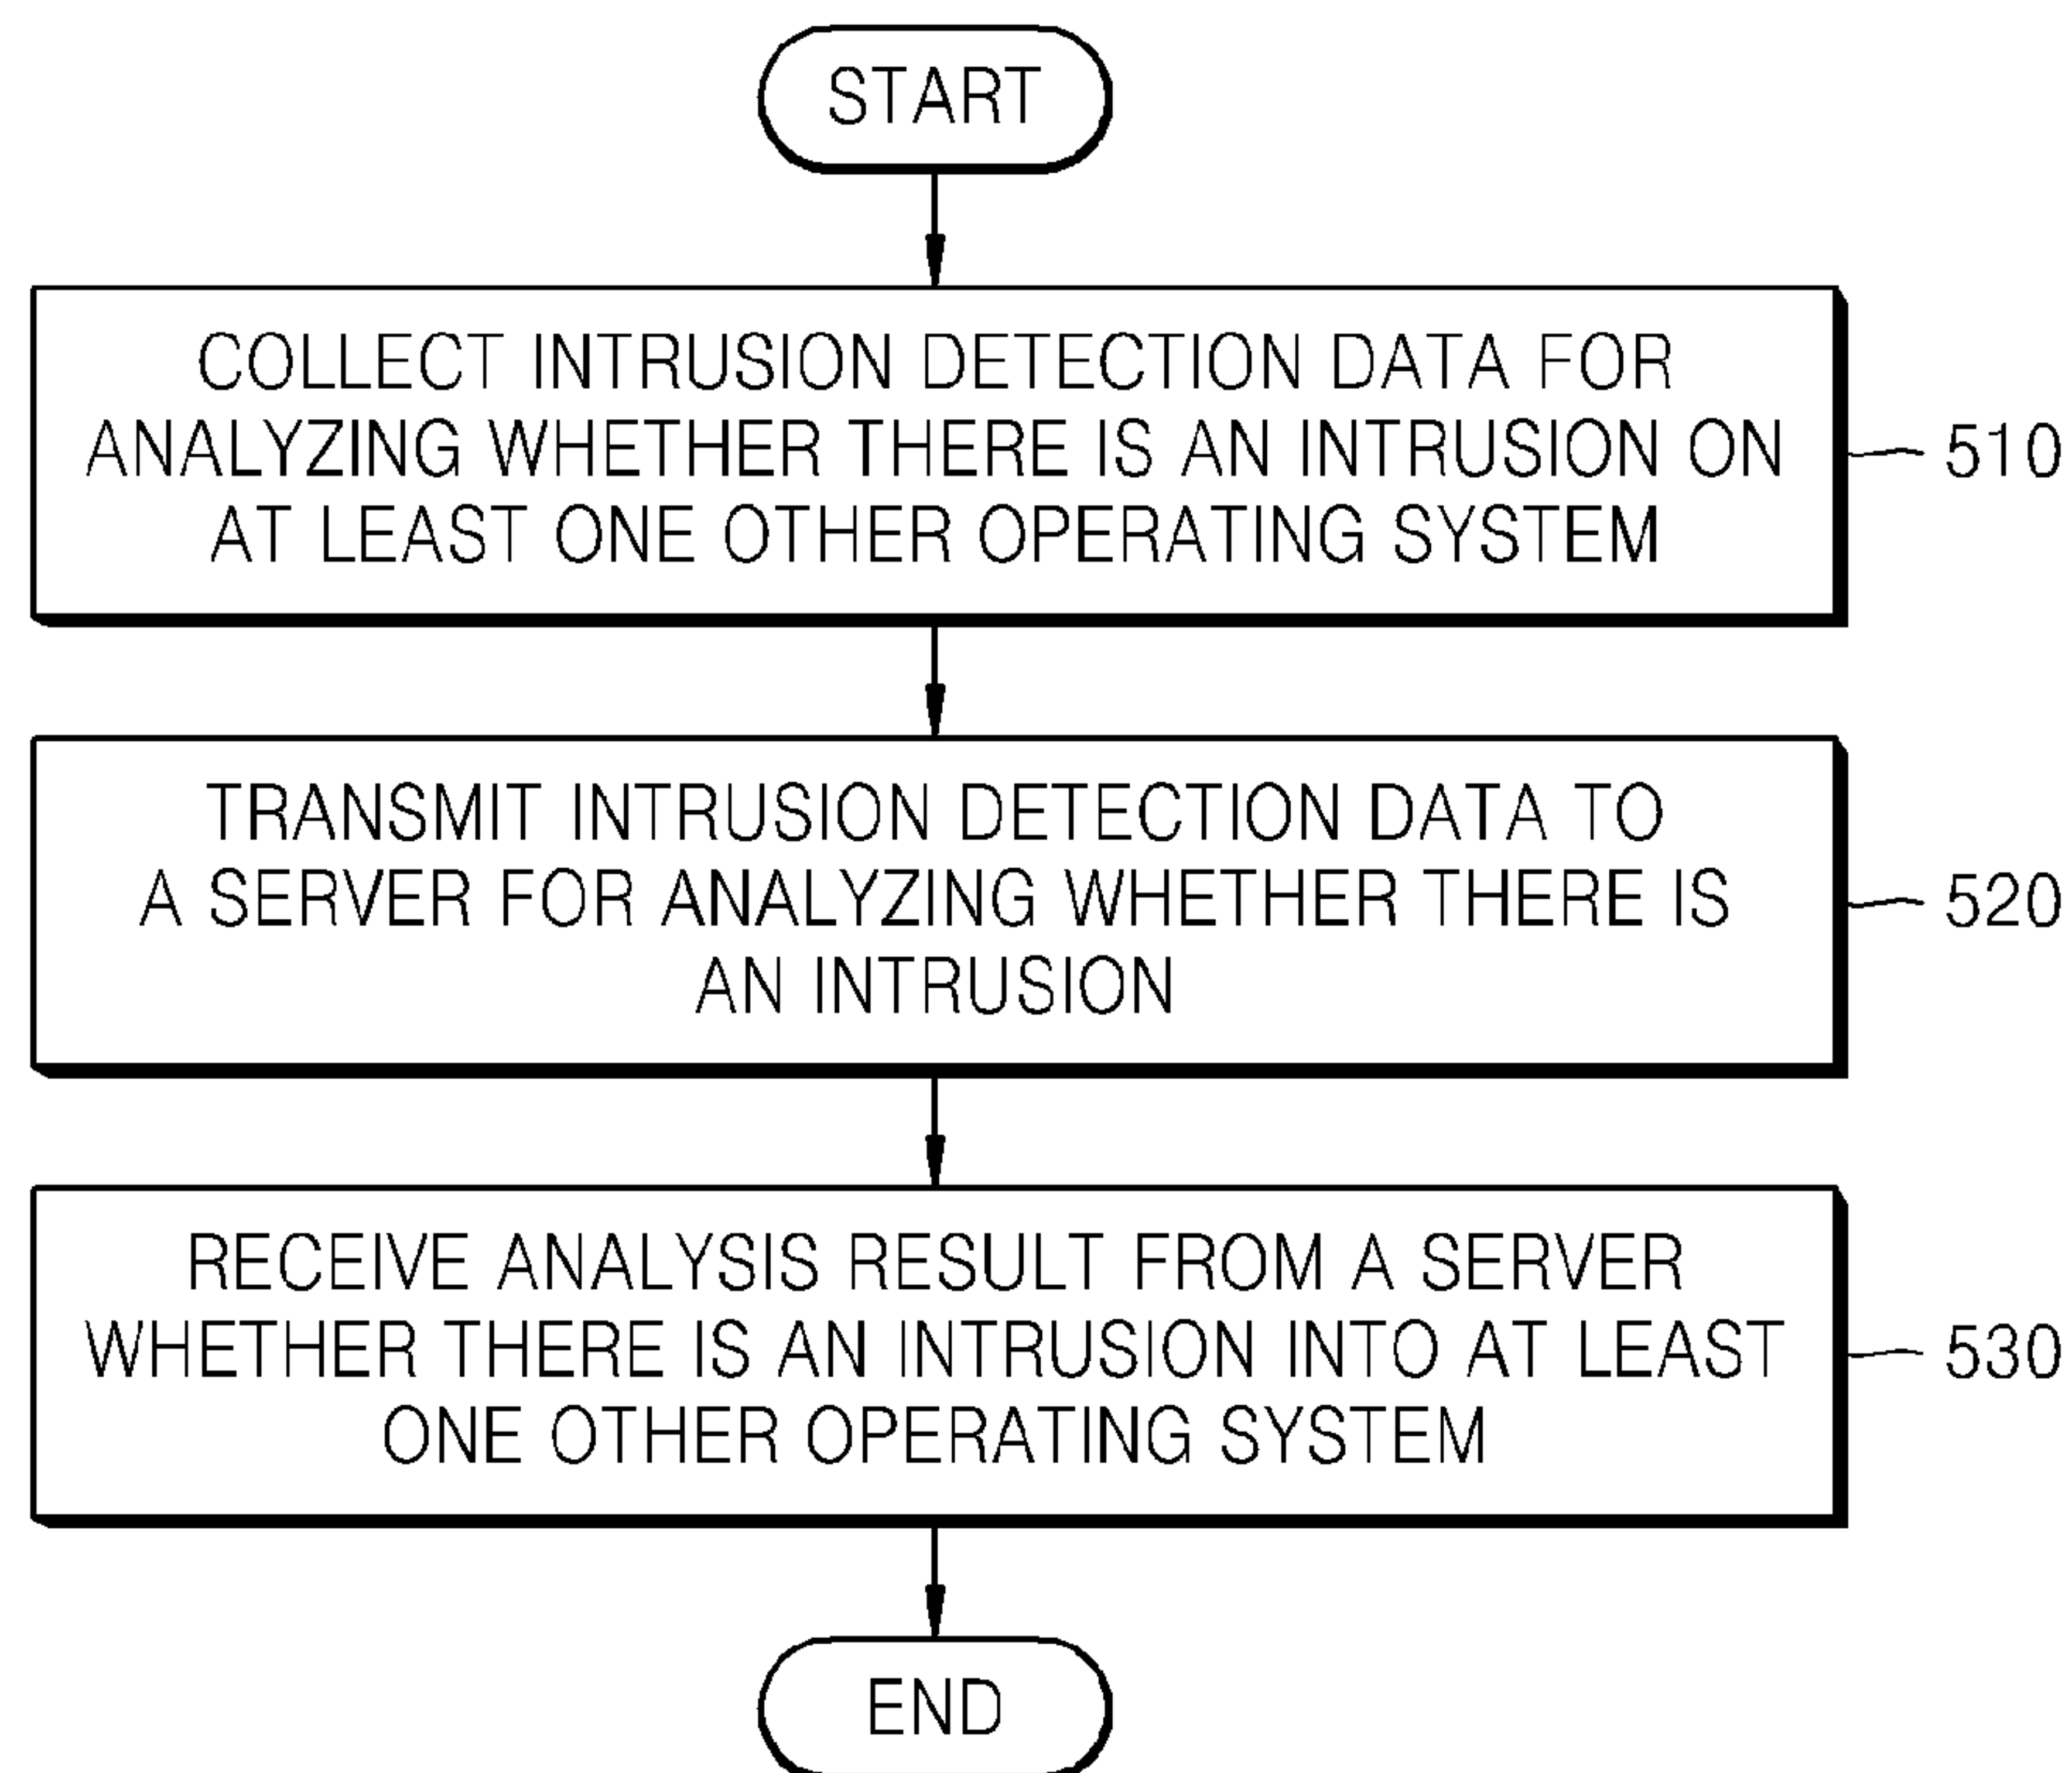 START
COLLECT INTRUSION DETECTION DATA FOR
ANALYZING WHETHER THERE IS AN INTRUSION ON
AT LEAST ONE OTHER OPERATING SYSTEM
510
TRANSMIT INTRUSION DETECTION DATA TO
A SERVER FOR ANALYZING WHETHER THERE IS
AN INTRUSION
520
RECEIVE ANALYSIS RESULT FROM A SERVER
WHETHER THERE IS AN INTRUSION INTO AT LEAST
ONE OTHER OPERATING SYSTEM
530
END